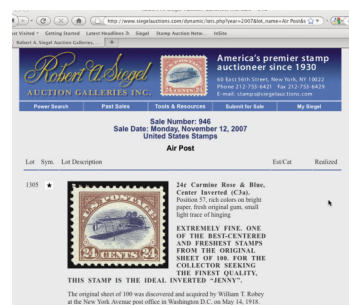 http://www.siegelauctions.com/dynamic/lots.php?year=2007&lot_name=Air Post&s
st Visited Getting Started Latest Headlines Siegel Stamp Auction Netw... InSite
Robert A. Siegel Auction Galleries, ...
Robert A. Siegel
AUCTION GALLERIES INC.
U.S. POSTAGE
24 CENTS 24
America's premier stamp
auctioneer since 1930
60 East 56th Street, New York, NY 10022
Phone 212-753-6421 Fax 212-753-6429
E-mail: stamps@siegelauctions.com
Power Search Past Sales Tools & Resources Submit for Sale My Siegel
Sale Number: 946
Sale Date: Monday, November 12, 2007
United States Stamps
Air Post
Lot Sym. Lot Description Est/Cat Realized
1305
U.S. POSTAGE
24 CENTS 24
24c Carmine Rose & Blue,
Center Inverted (C3a).
Position 57, rich colors on bright
paper, fresh original gum, small
light trace of hinging
EXTREMELY FINE. ONE
OF THE BEST-CENTERED
AND FRESHEST STAMPS
FROM THE ORIGINAL
SHEET OF 100. FOR THE
COLLECTOR SEEKING
THE FINEST QUALITY,
THIS STAMP IS THE IDEAL INVERTED "JENNY".
The original sheet of 100 was discovered and acquired by William T. Robey
at the New York Avenue post office in Washington D.C. on May 14, 1918.